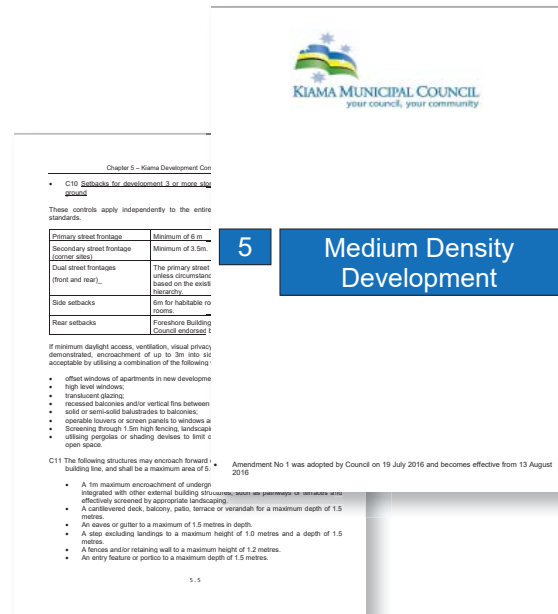 KIAMA MUNICIPAL COUNCIL
your council, your community
5
Medium Density
Development
• Amendment No 1 was adopted by Council on 19 July 2016 and becomes effective from 13 August
2016
Chapter 5 – Kiama Development Con
• C10 Setbacks for development 3 or more
ground
These controls apply independently to the entire
standards.
Primary street frontage Minimum of 6 m
Secondary street frontage Minimum of 3.5m.
(corner sites)
Dual street frontages The primary street
(front and rear) unless circumstanc
based on the existi
hierarchy.
Side setbacks 6m for habitable ro
rooms.
Rear setbacks Foreshore Building
Council endorsed
If minimum daylight access, ventilation, visual privacy
demonstrated, encroachment of up to 3m into
acceptable by utilising a combination of the following
• offset windows of apartments in new developme
• high level windows;
• translucent glazing;
• recessed balconies and/or vertical fins between
• solid or semi-solid balustrades to balconies;
• operable louvers or screen panels to windows
• Screening through 1.5m high fencing, landscap
• utilising pergolas or shading devises to limit
open space.
C11 The following structures may encroach forward
building line, and shall be a maximum area of 5.
• A 1m maximum encroachment of undergr
integrated with other external building structures, such as pathways or terraces and
effectively screened by appropriate landscaping.
• A cantilevered deck, balcony, patio, terrace or verandah for a maximum depth of 1.5
metres.
• An eaves or gutter to a maximum of 1.5 metres in depth.
• A step excluding landings to a maximum height of 1.0 metres and a depth of 1.5
metres.
• A fences and/or retaining wall to a maximum height of 1.2 metres.
• An entry feature or portico to a maximum depth of 1.5 metres.
5 . 5